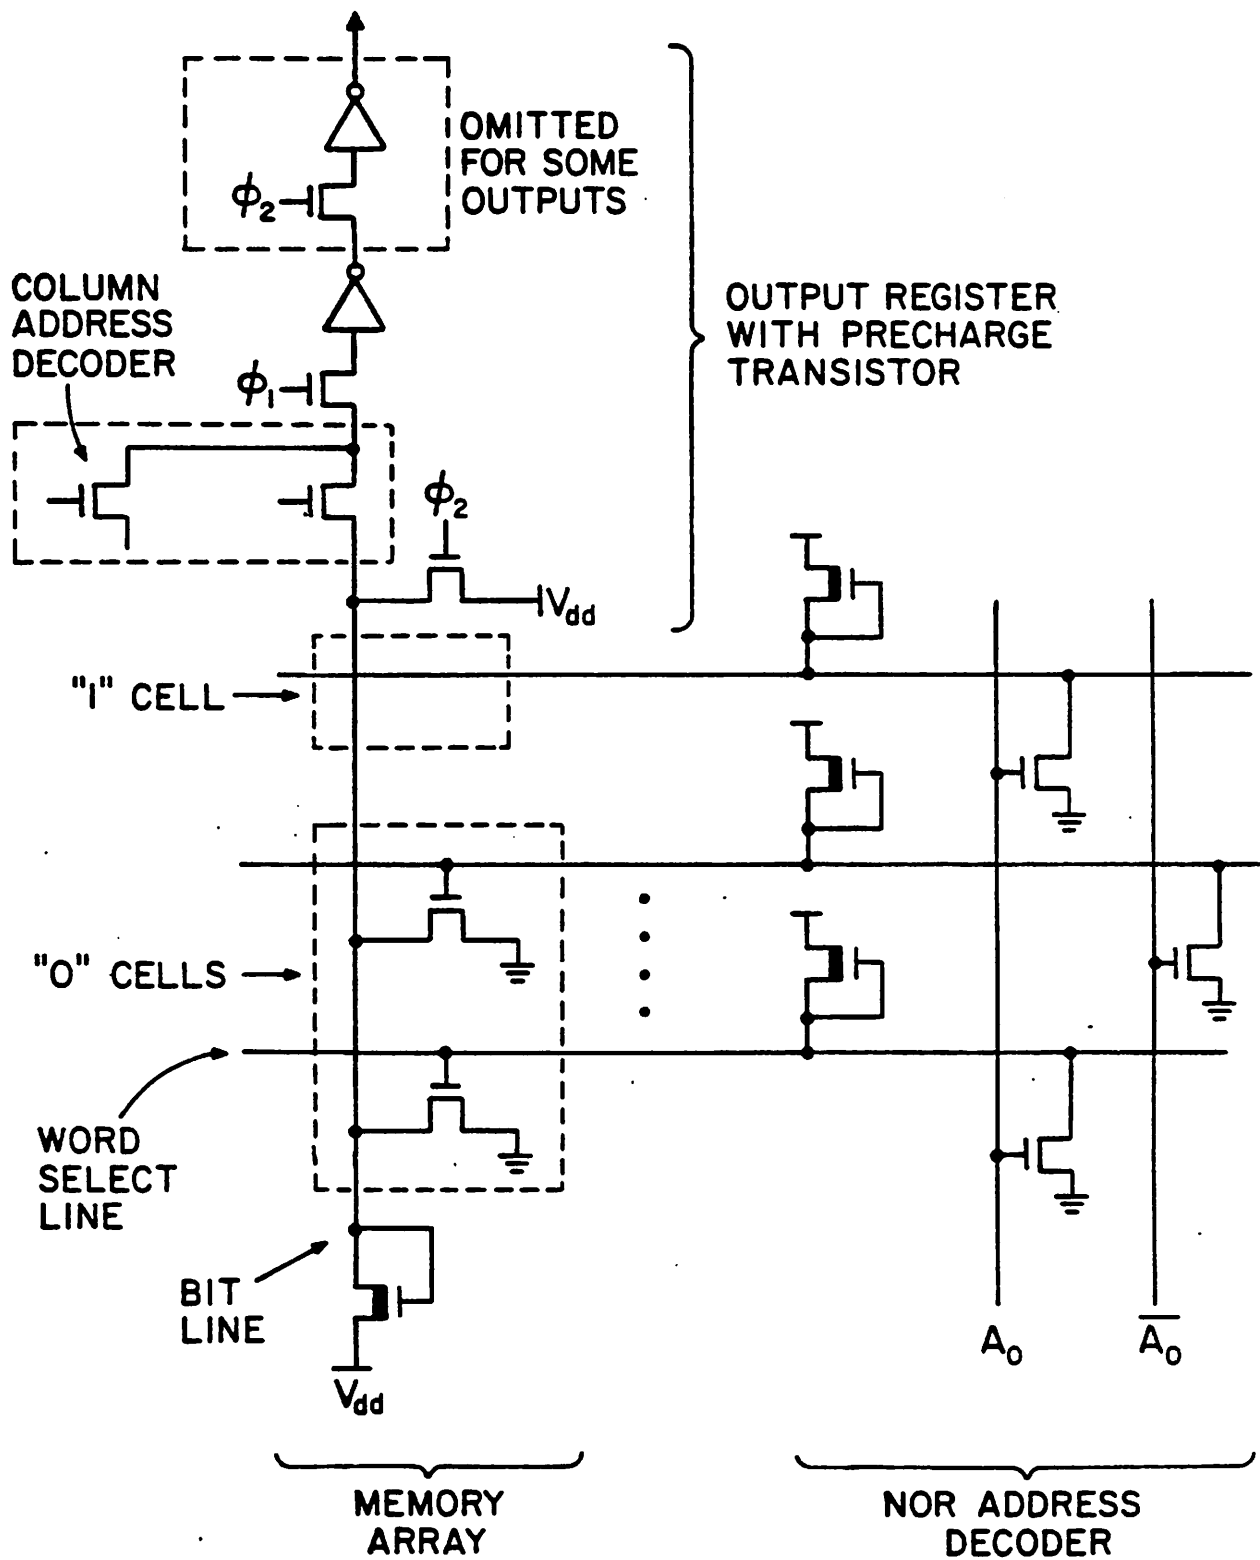 OMITTED
FOR SOME
OUTPUTS
ϕ₂
COLUMN
ADDRESS
DECODER
OUTPUT REGISTER
WITH PRECHARGE
TRANSISTOR
ϕ₁
ϕ₂
Vdd
"1" CELL
"0" CELLS
WORD
SELECT
LINE
BIT
LINE
A₀
A̅₀
Vdd
MEMORY
ARRAY
NOR ADDRESS
DECODER